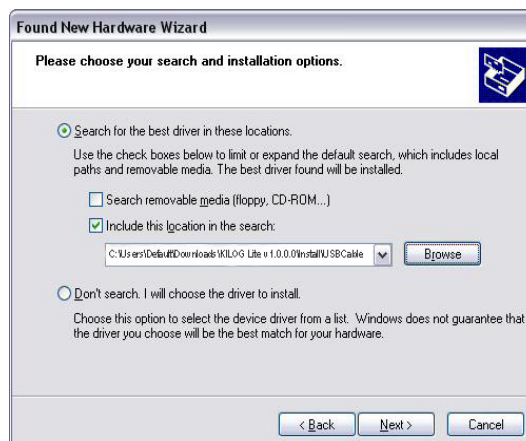 Found New Hardware Wizard
Please choose your search and installation options.
Search for the best driver in these locations.
Use the check boxes below to limit or expand the default search, which includes local
paths and removable media. The best driver found will be installed.
Search removable media (floppy, CD-ROM...)
Include this location in the search:
C:\Users\Default\Downloads\KILOG Lite v 1.0.0.0\Install\USBCable
Browse
Don't search. I will choose the driver to install.
Choose this option to select the device driver from a list. Windows does not guarantee that
the driver you choose will be the best match for your hardware.
< Back Next > Cancel